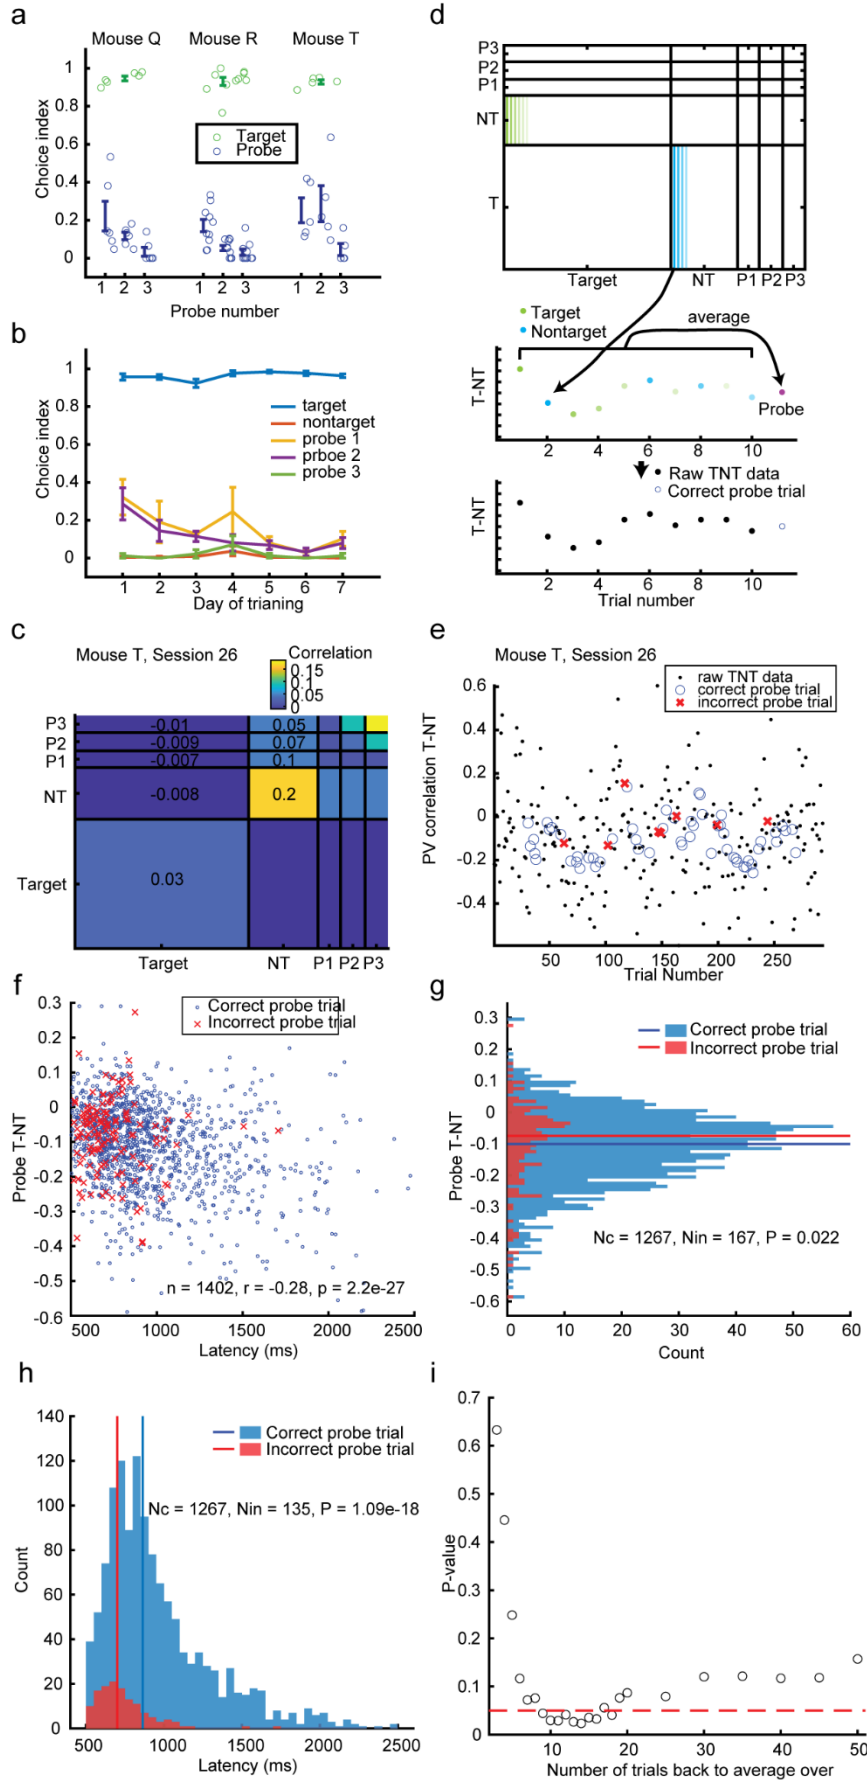 a
Mouse Q Mouse R Mouse T
Choice index
1
0.8
0.6
0.4
0.2
0
Target
Probe
1 2 3 1 2 3 1 2 3
Probe number
b
Choice index
1
0.8
0.6
0.4
0.2
0
target
nontarget
probe 1
prboe 2
probe 3
1 2 3 4 5 6 7
Day of trianing
c
Mouse T, Session 26
Correlation
0.15
0.1
0.05
0
P3 -0.01 0.05
P2 -0.009 0.07
P1 -0.007 0.1
NT -0.008 0.2
Target 0.03
Target NT P1 P2 P3
d
P3
P2
P1
NT
T
Target NT P1 P2 P3
Target
Nontarget
average
T-NT
Probe
2 4 6 8 10
Raw TNT data
Correct probe trial
T-NT
2 4 6 8 10
Trial number
e
Mouse T, Session 26
raw TNT data
correct probe trial
incorrect probe trial
PV correlation T-NT
0.6
0.4
0.2
0
-0.2
-0.4
50 100 150 200 250
Trial Number
f
Correct probe trial
Incorrect probe trial
Probe T-NT
0.3
0.2
0.1
0
-0.1
-0.2
-0.3
-0.4
-0.5
-0.6
n = 1402, r = -0.28, p = 2.2e-27
500 1000 1500 2000 2500
Latency (ms)
g
Correct probe trial
Incorrect probe trial
Probe T-NT
0.3
0.2
0.1
0
-0.1
-0.2
-0.3
-0.4
-0.5
-0.6
Nc = 1267, Nin = 167, P = 0.022
0 10 20 30 40 50 60
Count
h
Correct probe trial
Incorrect probe trial
Nc = 1267, Nin = 135, P = 1.09e-18
Count
140
120
100
80
60
40
20
0
500 1000 1500 2000 2500
Latency (ms)
i
P-value
0.7
0.6
0.5
0.4
0.3
0.2
0.1
0
10 20 30 40 50
Number of trials back to average over